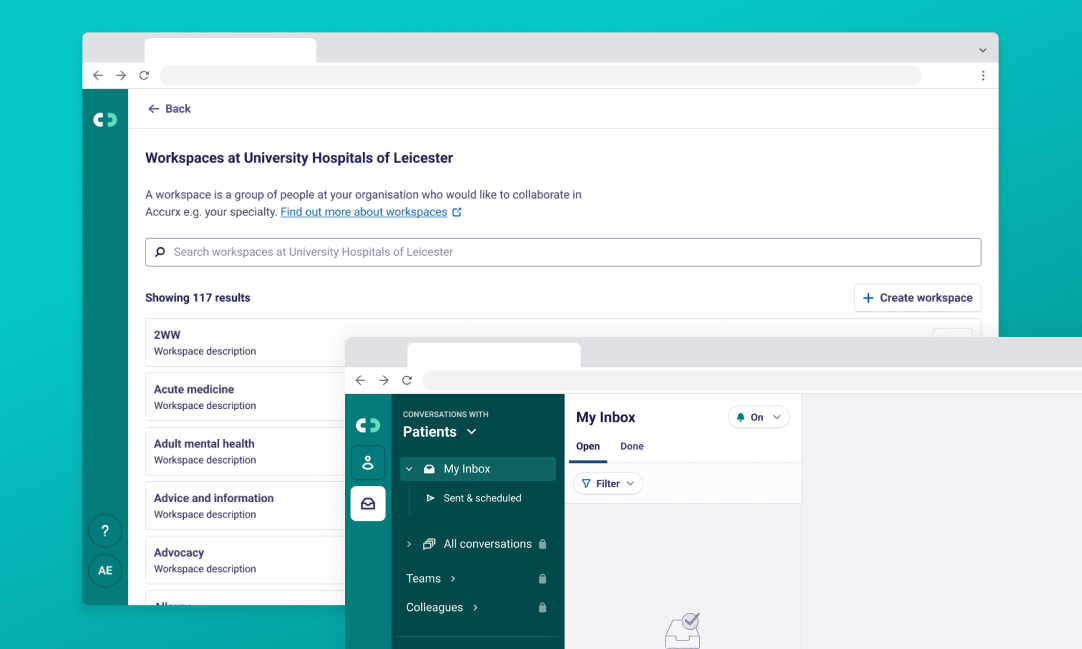 Back
Workspaces at University Hospitals of Leicester
A workspace is a group of people at your organisation who would like to collaborate in
Accurx e.g. your specialty. Find out more about workspaces
Search workspaces at University Hospitals of Leicester
Showing 117 results
+ Create workspace
2WW
Workspace description
Acute medicine
Workspace description
Adult mental health
Workspace description
Advice and information
Workspace description
Advocacy
Workspace description
?
AE
CONVERSATIONS WITH
Patients
My Inbox
Sent & scheduled
All conversations
Teams
Colleagues
My Inbox
On
Open Done
Filter